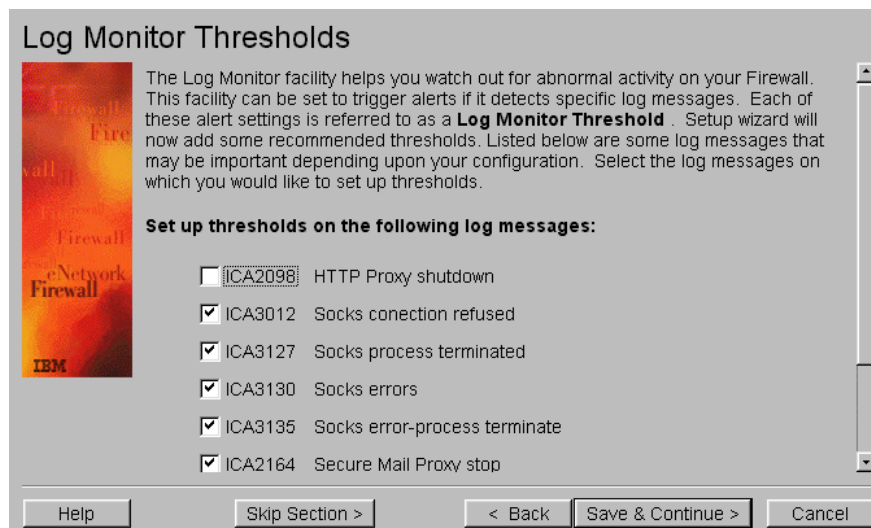 Log Monitor Thresholds
The Log Monitor facility helps you watch out for abnormal activity on your Firewall.
This facility can be set to trigger alerts if it detects specific log messages. Each of
these alert settings is referred to as a Log Monitor Threshold . Setup wizard will
now add some recommended thresholds. Listed below are some log messages that
may be important depending upon your configuration. Select the log messages on
which you would like to set up thresholds.
Firewall
Fire
wall
Firewall
Firewall
eNetwork
Firewall
IBM
Set up thresholds on the following log messages:
ICA2098 HTTP Proxy shutdown
ICA3012 Socks conection refused
ICA3127 Socks process terminated
ICA3130 Socks errors
ICA3135 Socks error-process terminate
ICA2164 Secure Mail Proxy stop
Help Skip Section > < Back Save & Continue > Cancel